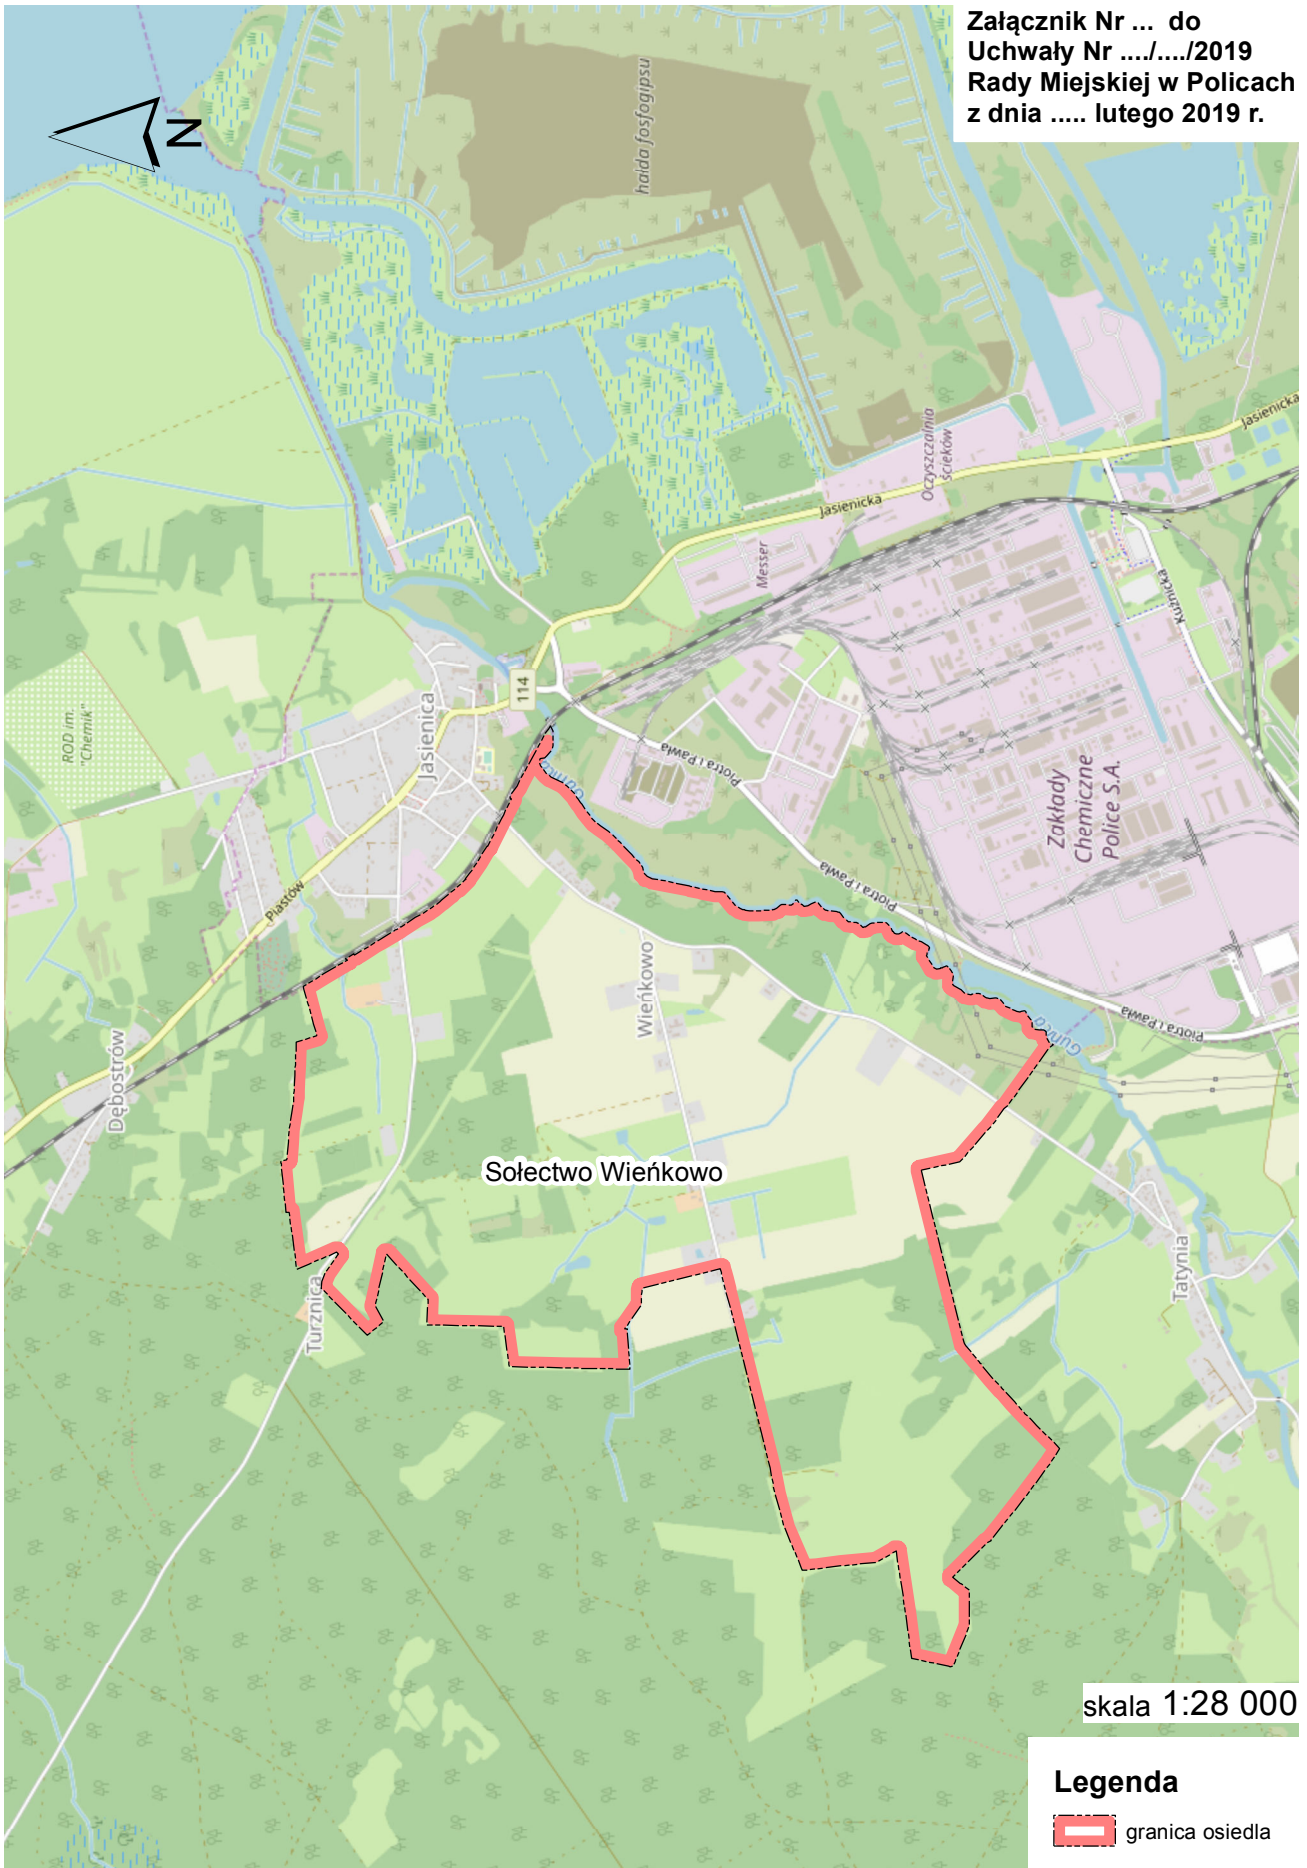 Załącznik Nr ... do
Uchwały Nr ..../..../2019
Rady Miejskiej w Policach
z dnia ..... lutego 2019 r.
N
hałda fosfogipsu
Oczyszczalnia
ścieków
Jasienicka
Jasienicka
Messer
Kuźnicka
114
Jasienica
ROD im.
"Chemik"
Piotra i Pawła
Piotra i Pawła
Piotra i Pawła
Zakłady
Chemiczne
Police S.A.
Gunica
Piastów
Wieńkowo
Gunica
Dębostrów
Sołectwo Wieńkowo
Tatynia
Turznica
skala 1:28 000
Legenda
granica osiedla